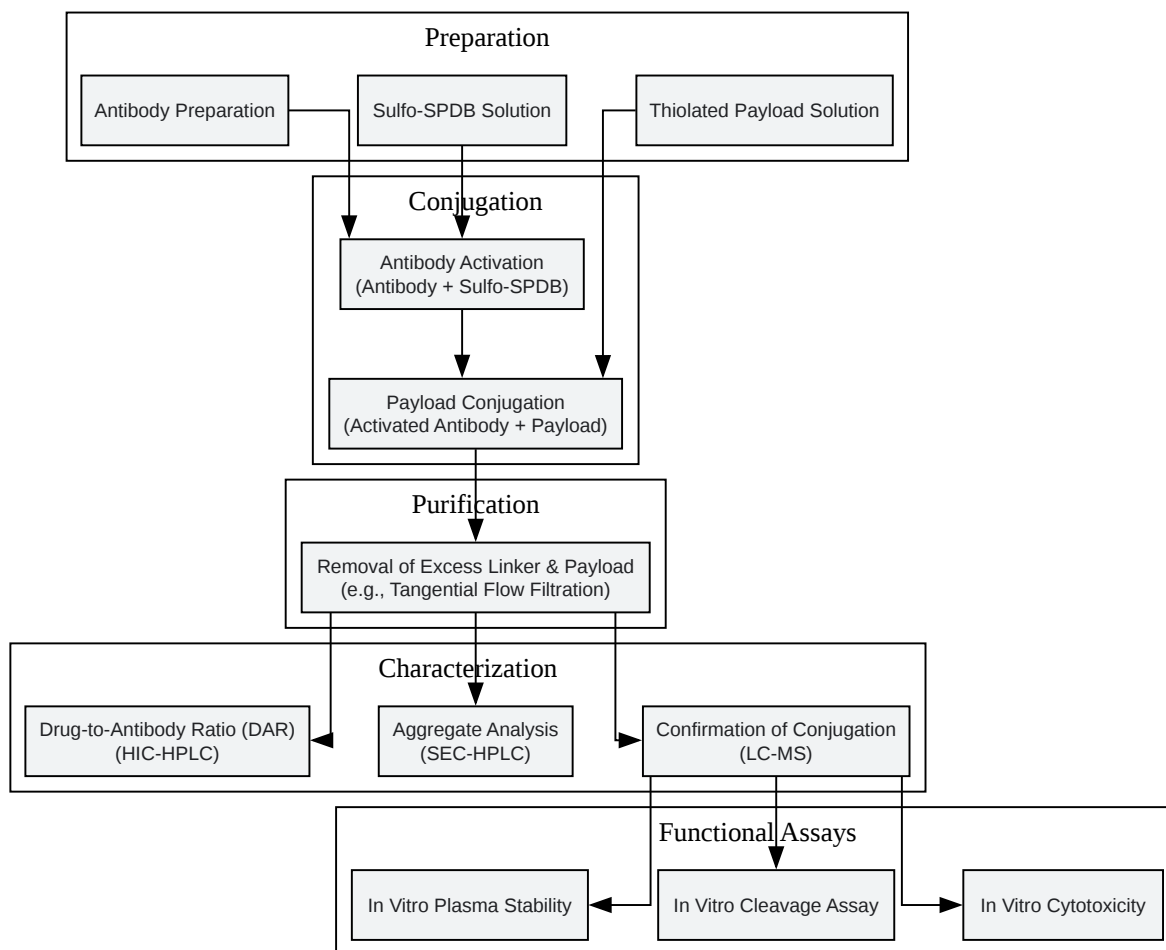 Preparation
Antibody Preparation
Sulfo-SPDB Solution
Thiolated Payload Solution
Conjugation
Antibody Activation
(Antibody + Sulfo-SPDB)
Payload Conjugation
(Activated Antibody + Payload)
Purification
Removal of Excess Linker & Payload
(e.g., Tangential Flow Filtration)
Characterization
Drug-to-Antibody Ratio (DAR)
(HIC-HPLC)
Aggregate Analysis
(SEC-HPLC)
Confirmation of Conjugation
(LC-MS)
Functional Assays
In Vitro Plasma Stability
In Vitro Cleavage Assay
In Vitro Cytotoxicity